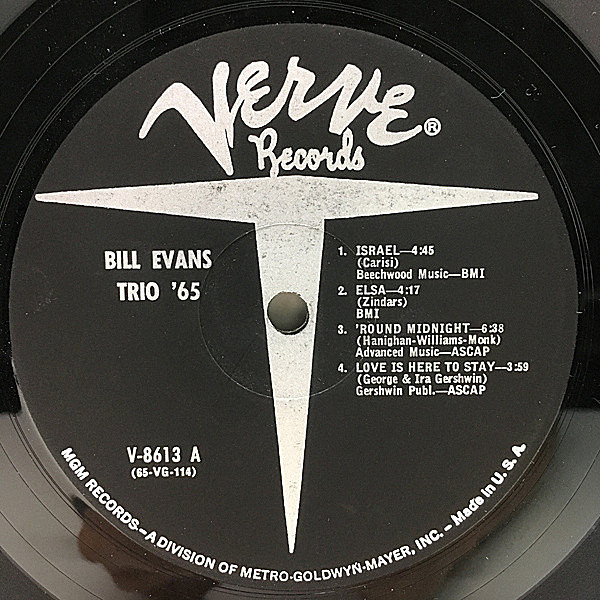 Verve®
Records
BILL EVANS
TRIO '65
1. ISRAEL—4:45
(Carisi)
Beechwood Music—BMI
2. ELSA—4:17
(Zindars)
BMI
3. 'ROUND MIDNIGHT—6:38
(Hanighan-Williams-Monk)
Advanced Music—ASCAP
4. LOVE IS HERE TO STAY—3:59
(George & Ira Gershwin)
Gershwin Publ.—ASCAP
V-8613 A
(65-VG-114)
MGM RECORDS—A DIVISION OF METRO-GOLDWYN-MAYER, INC. – Made in U. S. A.